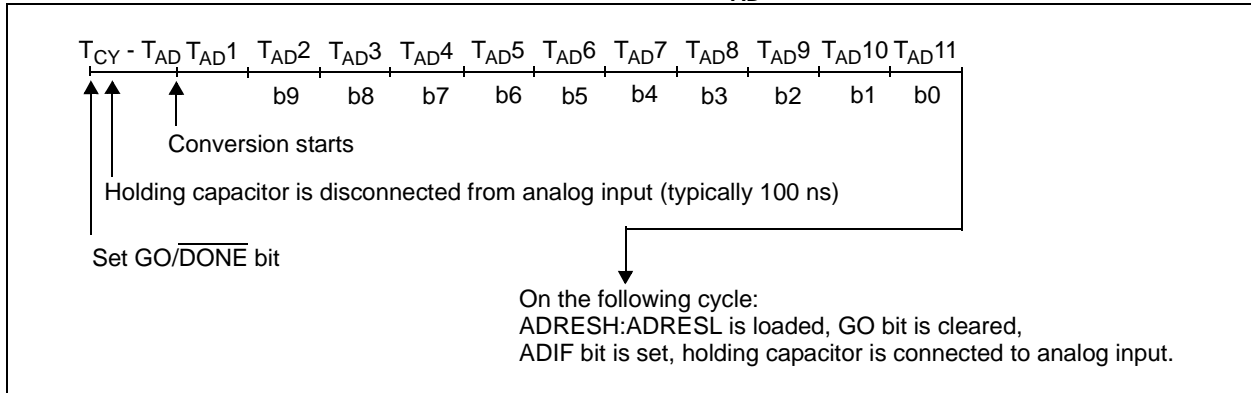 AD
TCY - TAD TAD1 TAD2 TAD3 TAD4 TAD5 TAD6 TAD7 TAD8 TAD9 TAD10 TAD11
b9 b8 b7 b6 b5 b4 b3 b2 b1 b0
Conversion starts
Holding capacitor is disconnected from analog input (typically 100 ns)
Set GO/DONE bit
On the following cycle:
ADRESH:ADRESL is loaded, GO bit is cleared,
ADIF bit is set, holding capacitor is connected to analog input.